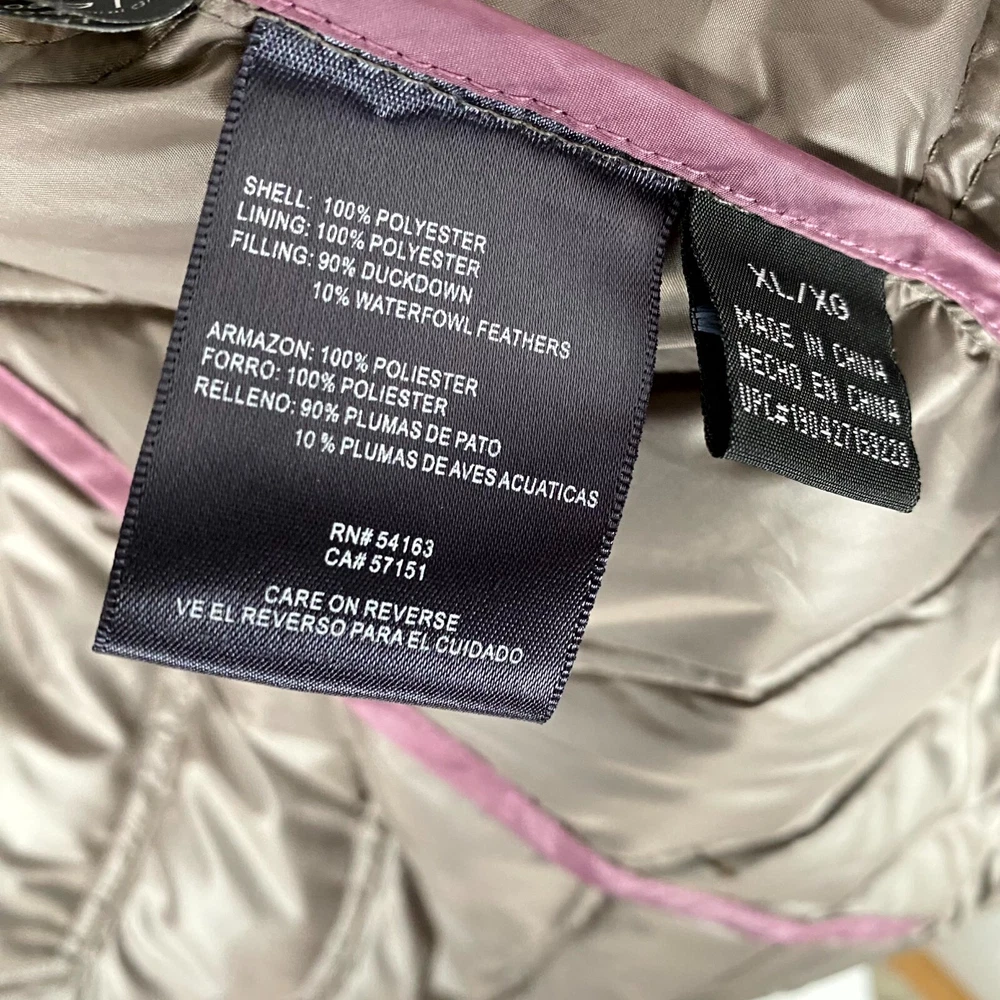 SHELL: 100% POLYESTER
LINING: 100% POLYESTER
FILLING: 90% DUCKDOWN
10% WATERFOWL FEATHERS
ARMAZON: 100% POLIESTER
FORRO: 100% POLIESTER
RELLENO: 90% PLUMAS DE PATO
10 % PLUMAS DE AVES ACUATICAS
RN# 54163
CA# 57151
CARE ON REVERSE
VE EL REVERSO PARA EL CUIDADO
XL/XG
MADE IN CHINA
HECHO EN CHINA
UPC#190427159229